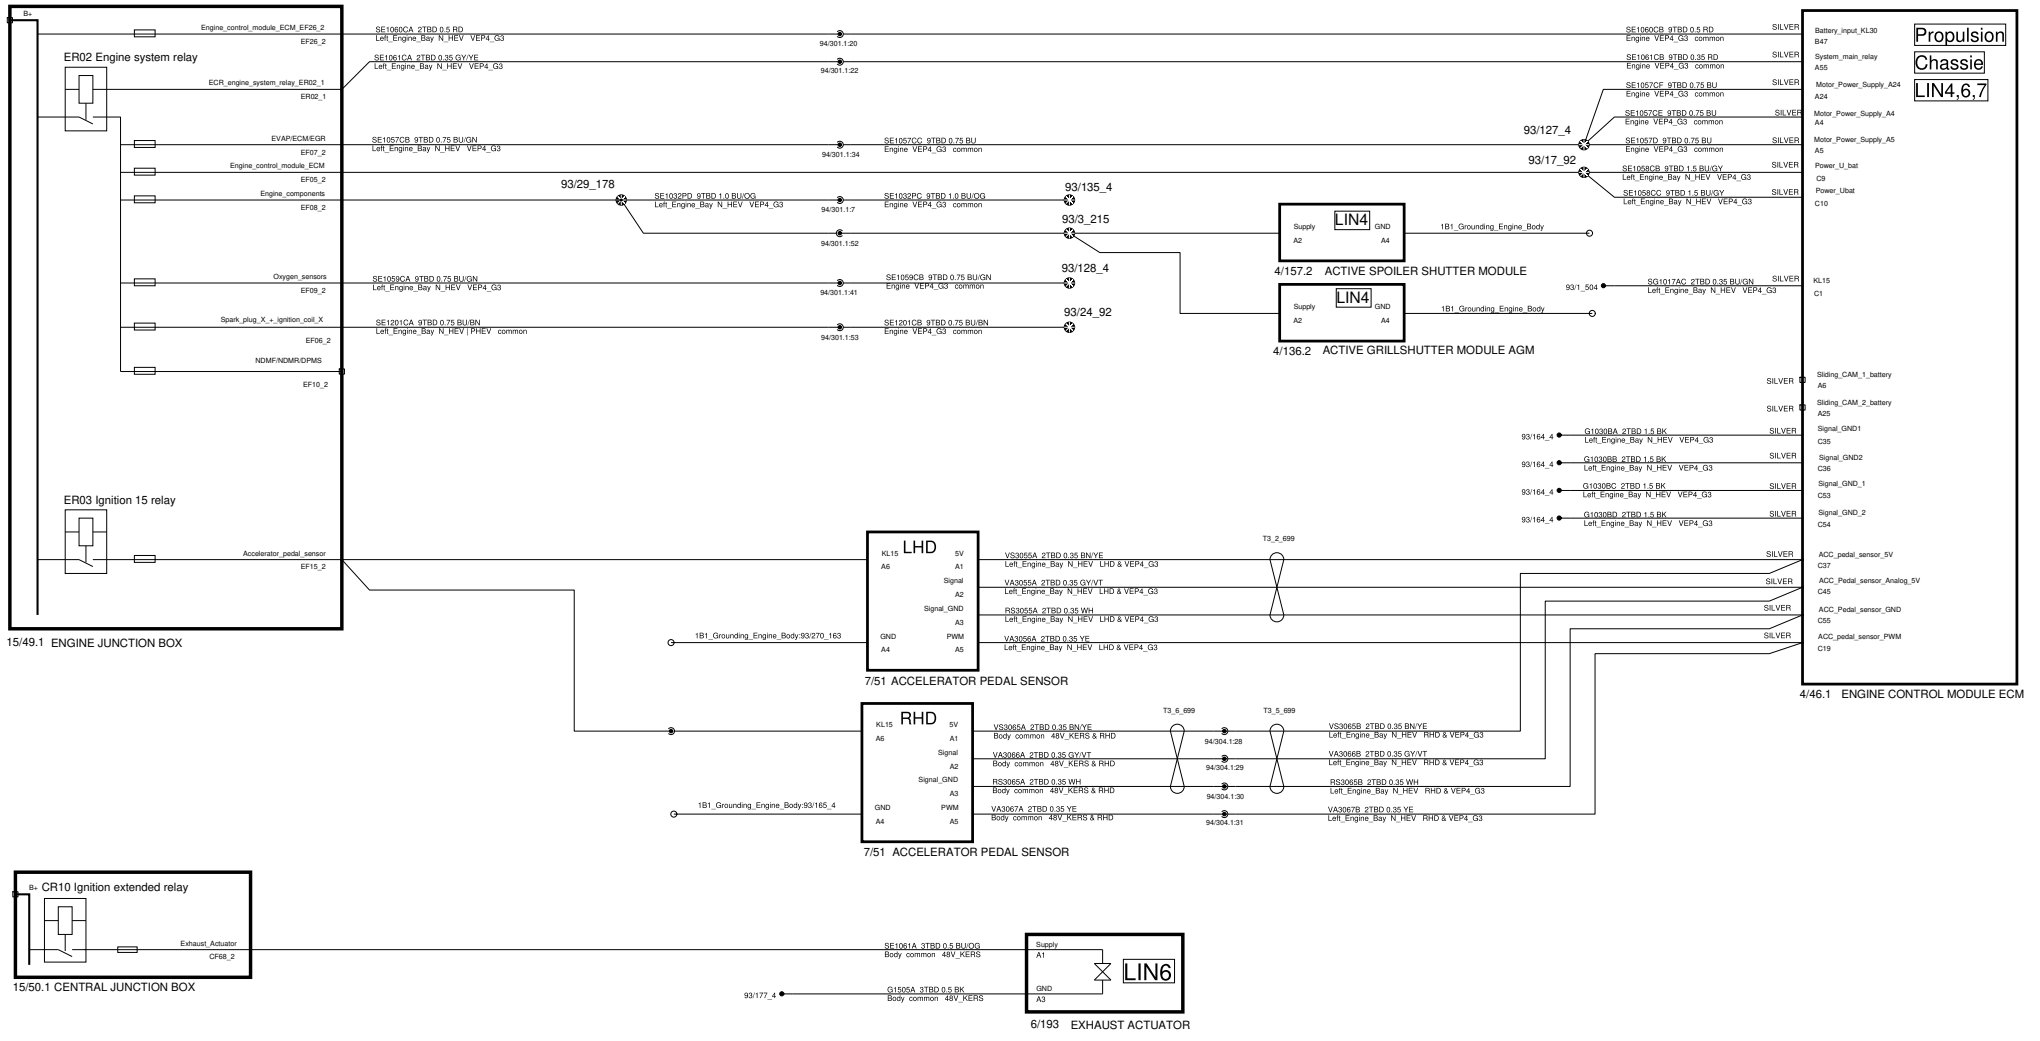 B+
Engine_control_module_ECM_EF26_2
EF26_2
ER02 Engine system relay
ECR_engine_system_relay_ER02_1
ER02_1
EVAP/ECM/EGR
EF07_2
Engine_control_module_ECM
EF05_2
Engine_components
EF08_2
Oxygen_sensors
EF09_2
Spark_plug_X_+_ignition_coil_X
EF06_2
NDMF/NDMR/DPMS
EF10_2
ER03 Ignition 15 relay
Accelerator_pedal_sensor
EF15_2
15/49.1 ENGINE JUNCTION BOX
SE1060CA 2TBD 0.5 RD
Left_Engine_Bay N_HEV VEP4_G3
94/301.1:20
SE1060CB 9TBD 0.5 RD
Engine VEP4_G3 common
SE1061CA 2TBD 0.35 GY/YE
Left_Engine_Bay N_HEV VEP4_G3
94/301.1:22
SE1061CB 9TBD 0.35 RD
Engine VEP4_G3 common
SE1057CF 9TBD 0.75 BU
Engine VEP4_G3 common
SE1057CE 9TBD 0.75 BU
Engine VEP4_G3 common
SE1057CB 9TBD 0.75 BU/GN
Left_Engine_Bay N_HEV VEP4_G3
94/301.1:34
SE1057CC 9TBD 0.75 BU
Engine VEP4_G3 common
93/127_4
SE1057D 9TBD 0.75 BU
Engine VEP4_G3 common
93/17_92
SE1058CB 9TBD 1.5 BU/GY
Left_Engine_Bay N_HEV VEP4_G3
SE1058CC 9TBD 1.5 BU/GY
Left_Engine_Bay N_HEV VEP4_G3
93/29_178
SE1032PD 9TBD 1.0 BU/OG
Left_Engine_Bay N_HEV VEP4_G3
94/301.1:7
SE1032PC 9TBD 1.0 BU/OG
Engine VEP4_G3 common
93/135_4
94/301.1:52
93/3_215
SE1059CA 9TBD 0.75 BU/GN
Left_Engine_Bay N_HEV VEP4_G3
94/301.1:41
SE1059CB 9TBD 0.75 BU/GN
Engine VEP4_G3 common
93/128_4
SE1201CA 9TBD 0.75 BU/BN
Left_Engine_Bay N_HEV | PHEV common
94/301.1:53
SE1201CB 9TBD 0.75 BU/BN
Engine VEP4_G3 common
93/24_92
Supply
A2
LIN4
GND
A4
1B1_Grounding_Engine_Body
4/157.2 ACTIVE SPOILER SHUTTER MODULE
Supply
A2
LIN4
GND
A4
1B1_Grounding_Engine_Body
4/136.2 ACTIVE GRILLSHUTTER MODULE AGM
93/1_504
SG1017AC 2TBD 0.35 BU/GN
Left_Engine_Bay N_HEV VEP4_G3
93/164_4
G1030BA 2TBD 1.5 BK
Left_Engine_Bay N_HEV VEP4_G3
93/164_4
G1030BB 2TBD 1.5 BK
Left_Engine_Bay N_HEV VEP4_G3
93/164_4
G1030BC 2TBD 1.5 BK
Left_Engine_Bay N_HEV VEP4_G3
93/164_4
G1030BD 2TBD 1.5 BK
Left_Engine_Bay N_HEV VEP4_G3
SILVER
Battery_input_KL30
B47
SILVER
System_main_relay
A55
SILVER
Motor_Power_Supply_A24
A24
SILVER
Motor_Power_Supply_A4
A4
SILVER
Motor_Power_Supply_A5
A5
SILVER
Power_U_bat
C9
SILVER
Power_Ubat
C10
SILVER
KL15
C1
SILVER
Sliding_CAM_1_battery
A6
SILVER
Sliding_CAM_2_battery
A25
SILVER
Signal_GND1
C35
SILVER
Signal_GND2
C36
SILVER
Signal_GND_1
C53
SILVER
Signal_GND_2
C54
SILVER
ACC_pedal_sensor_5V
C37
SILVER
ACC_Pedal_sensor_Analog_5V
C45
SILVER
ACC_Pedal_sensor_GND
C55
SILVER
ACC_pedal_sensor_PWM
C19
Propulsion
Chassie
LIN4,6,7
4/46.1 ENGINE CONTROL MODULE ECM
KL15
A6
LHD
5V
A1
Signal
A2
Signal_GND
A3
GND
A4
PWM
A5
1B1_Grounding_Engine_Body:93/270_163
7/51 ACCELERATOR PEDAL SENSOR
VS3055A 2TBD 0.35 BN/YE
Left_Engine_Bay N_HEV LHD & VEP4_G3
VA3055A 2TBD 0.35 GY/VT
Left_Engine_Bay N_HEV LHD & VEP4_G3
RS3055A 2TBD 0.35 WH
Left_Engine_Bay N_HEV LHD & VEP4_G3
VA3056A 2TBD 0.35 YE
Left_Engine_Bay N_HEV LHD & VEP4_G3
T3_2_699
KL15
A6
RHD
5V
A1
Signal
A2
Signal_GND
A3
GND
A4
PWM
A5
1B1_Grounding_Engine_Body:93/165_4
7/51 ACCELERATOR PEDAL SENSOR
T3_6_699
T3_5_699
VS3065A 2TBD 0.35 BN/YE
Body common 48V_KERS & RHD
94/304.1:28
VS3065B 2TBD 0.35 BN/YE
Left_Engine_Bay N_HEV RHD & VEP4_G3
VA3066A 2TBD 0.35 GY/VT
Body common 48V_KERS & RHD
94/304.1:29
VA3066B 2TBD 0.35 GY/VT
Left_Engine_Bay N_HEV RHD & VEP4_G3
RS3065A 2TBD 0.35 WH
Body common 48V_KERS & RHD
94/304.1:30
RS3065B 2TBD 0.35 WH
Left_Engine_Bay N_HEV RHD & VEP4_G3
VA3067A 2TBD 0.35 YE
Body common 48V_KERS & RHD
94/304.1:31
VA3067B 2TBD 0.35 YE
Left_Engine_Bay N_HEV RHD & VEP4_G3
B+
CR10 Ignition extended relay
Exhaust_Actuator
CF68_2
15/50.1 CENTRAL JUNCTION BOX
SE1061A 3TBD 0.5 BU/OG
Body common 48V_KERS
93/177_4
G1505A 3TBD 0.5 BK
Body common 48V_KERS
Supply
A1
LIN6
GND
A3
6/193 EXHAUST ACTUATOR